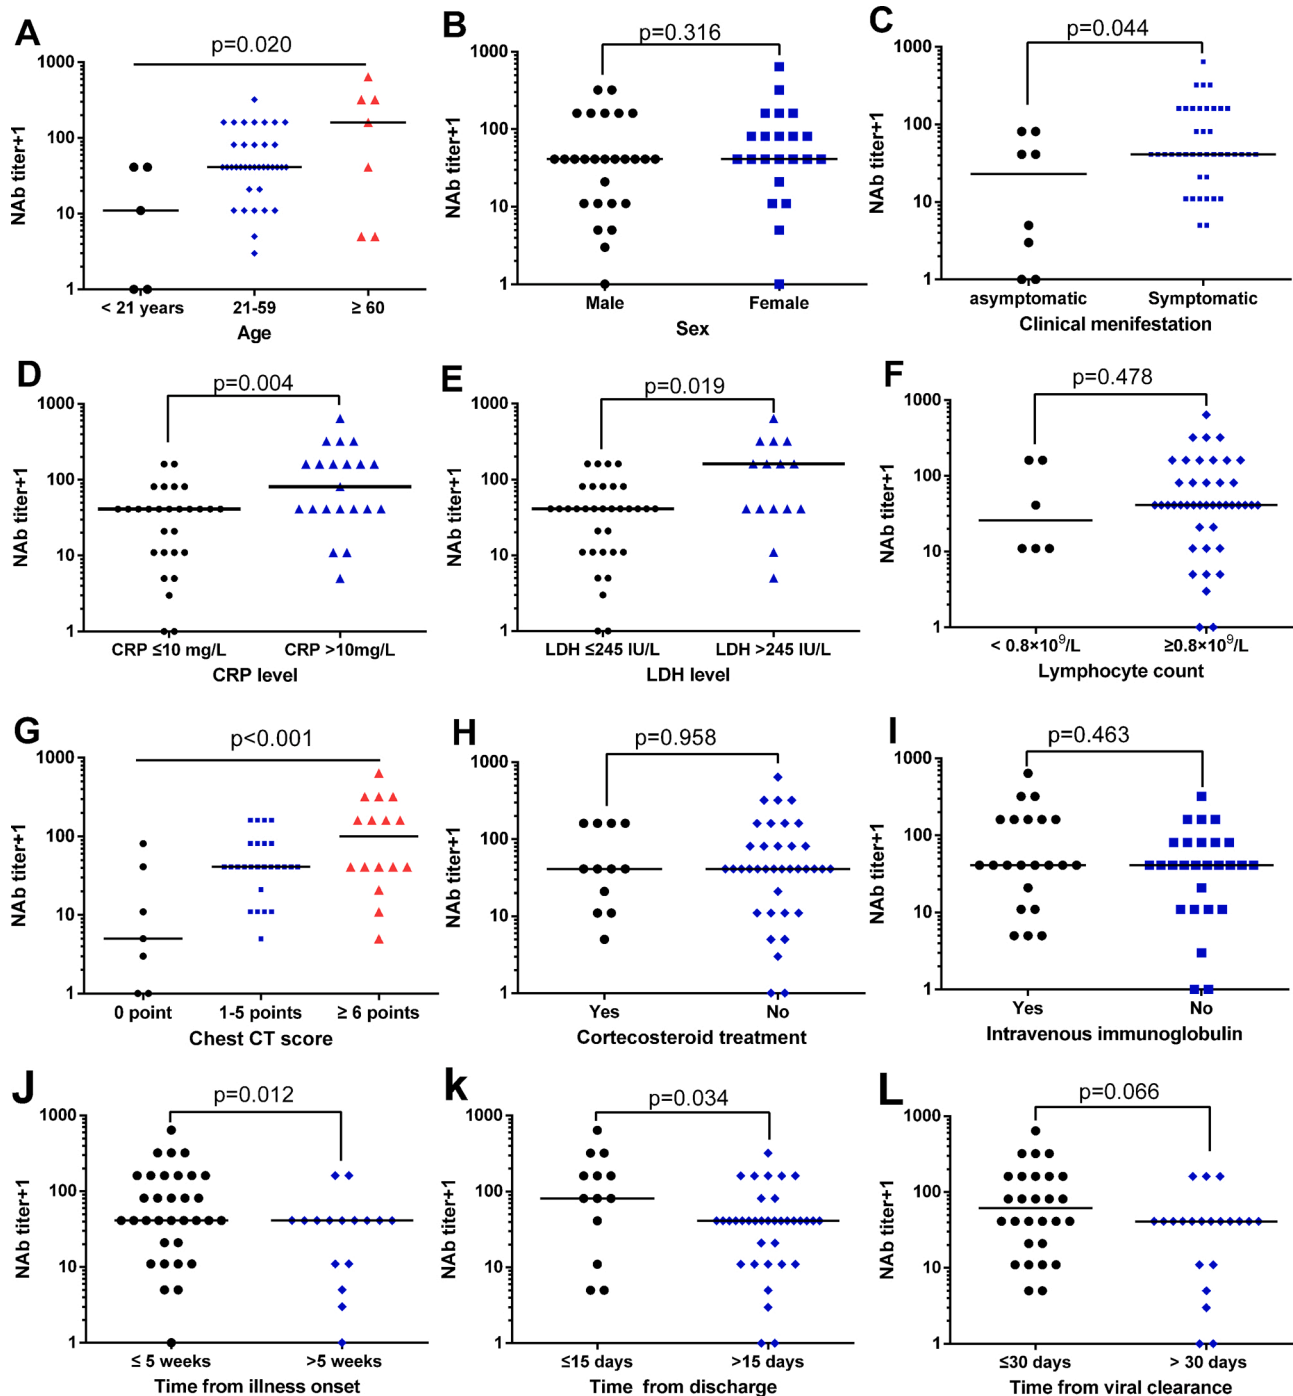 A
p=0.020
1000
100
10
1
NAb titer+1
< 21 years
21-59
≥ 60
Age
B
p=0.316
1000
100
10
1
NAb titer+1
Male
Female
Sex
C
p=0.044
1000
100
10
1
NAb titer+1
asymptomatic
Symptomatic
Clinical menifestation
D
p=0.004
1000
100
10
1
NAb titer+1
CRP ≤10 mg/L
CRP >10mg/L
CRP level
E
p=0.019
1000
100
10
1
NAb titer+1
LDH ≤245 IU/L
LDH >245 IU/L
LDH level
F
p=0.478
1000
100
10
1
NAb titer+1
< 0.8×10⁹/L
≥0.8×10⁹/L
Lymphocyte count
G
p<0.001
1000
100
10
1
NAb titer+1
0 point
1-5 points
≥ 6 points
Chest CT score
H
p=0.958
1000
100
10
1
NAb titer+1
Yes
No
Cortecosteroid treatment
I
p=0.463
1000
100
10
1
NAb titer+1
Yes
No
Intravenous immunoglobulin
J
p=0.012
1000
100
10
1
NAb titer+1
≤ 5 weeks
>5 weeks
Time from illness onset
k
p=0.034
1000
100
10
1
NAb titer+1
≤15 days
>15 days
Time from discharge
L
p=0.066
1000
100
10
1
NAb titer+1
≤30 days
> 30 days
Time from viral clearance